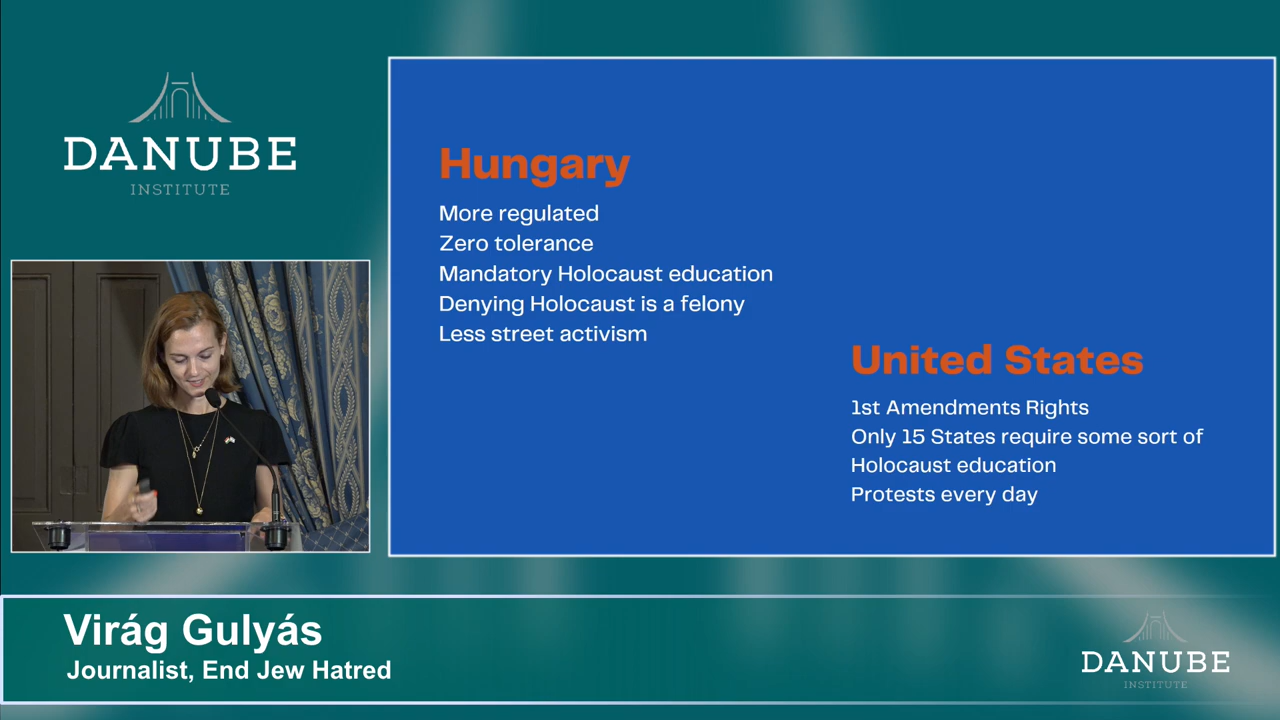 DANUBE
INSTITUTE
Hungary
More regulated
Zero tolerance
Mandatory Holocaust education
Denying Holocaust is a felony
Less street activism
United States
1st Amendments Rights
Only 15 States require some sort of
Holocaust education
Protests every day
Virág Gulyás
Journalist, End Jew Hatred
DANUBE
INSTITUTE